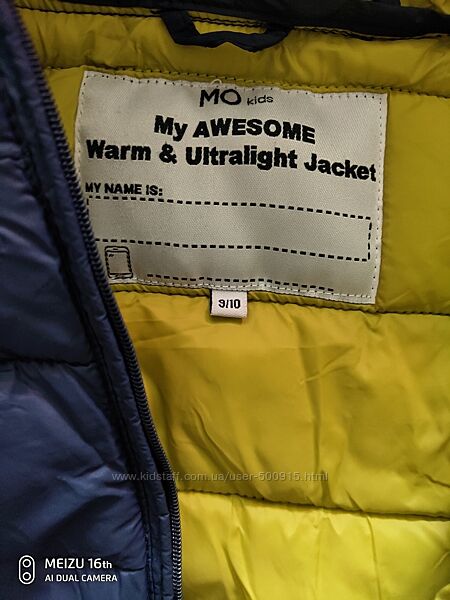 MO kids
My AWESOME
Warm & Ultralight Jacket
MY NAME IS:
9/10
www.kidstaff.com.ua/user-500915.html
MEIZU 16th
AI DUAL CAMERA